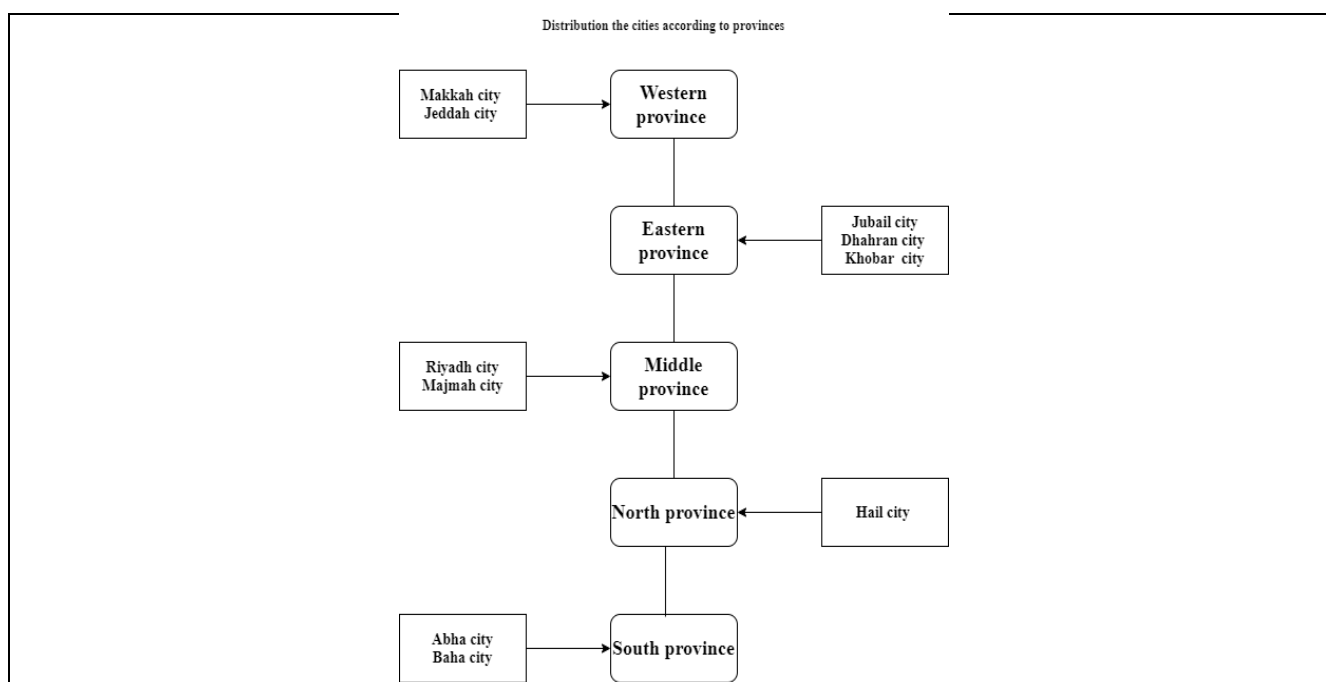 Distribution the cities according to provinces
Makkah city
Jeddah city
Western
province
Eastern
province
Jubail city
Dhahran city
Khobar  city
Riyadh city
Majmah city
Middle
province
North province
Hail city
Abha city
Baha city
South province